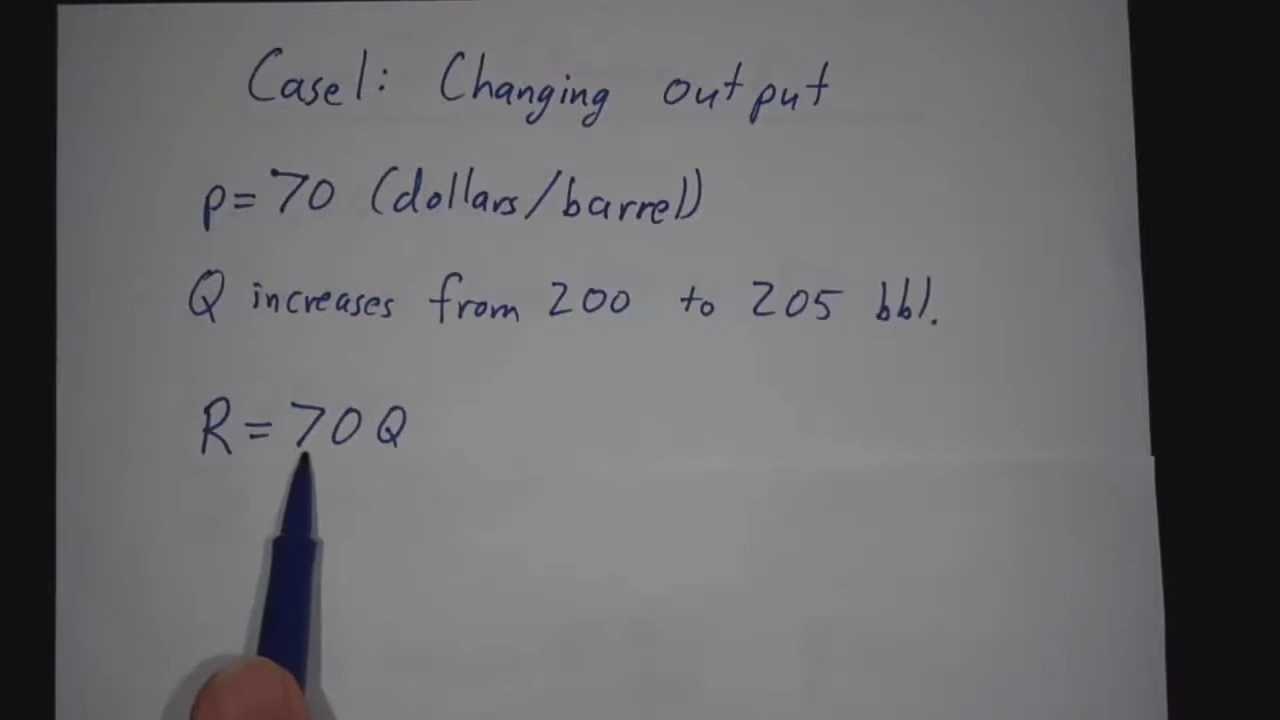 Case1: Changing output
p=70 (dollars/barrel)
Q increases from 200 to 205 bbl.
R=70Q